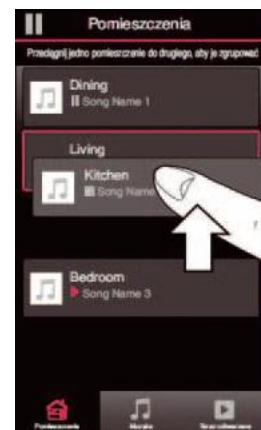 Pomieszczenia
Przeciągnij jedno pomieszczenie do drugiego, aby je zgrupować
Dining
Song Name 1
Living
Kitchen
Song Name
Bedroom
Song Name 3
Pomieszczenia
Muzyka